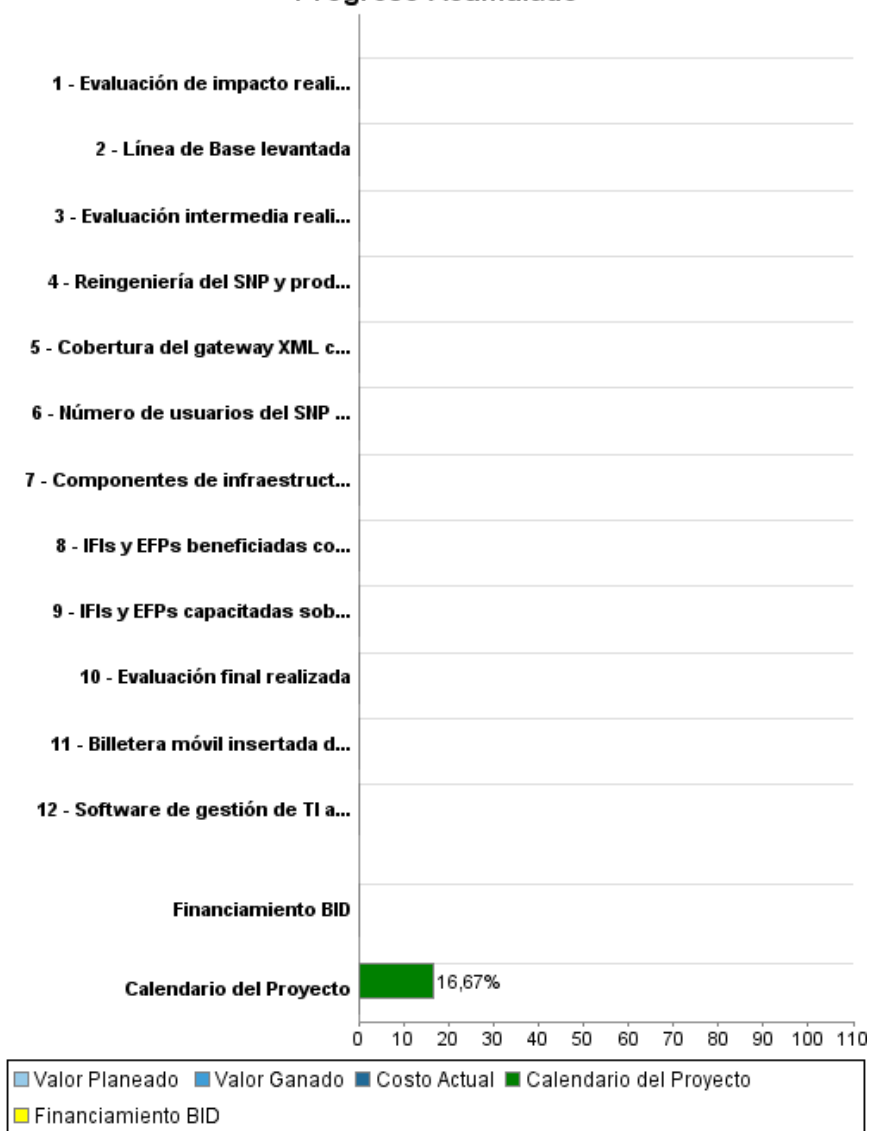 Progreso Acumulado
1 - Evaluación de impacto reali...
2 - Línea de Base levantada
3 - Evaluación intermedia reali...
4 - Reingeniería del SNP y prod...
5 - Cobertura del gateway XML c...
6 - Número de usuarios del SNP ...
7 - Componentes de infraestruct...
8 - IFIs y EFPs beneficiadas co...
9 - IFIs y EFPs capacitadas sob...
10 - Evaluación final realizada
11 - Billetera móvil insertada d...
12 - Software de gestión de TI a...
Financiamiento BID
Calendario del Proyecto 16,67%
0 10 20 30 40 50 60 70 80 90 100 110
Valor Planeado Valor Ganado Costo Actual Calendario del Proyecto
Financiamiento BID